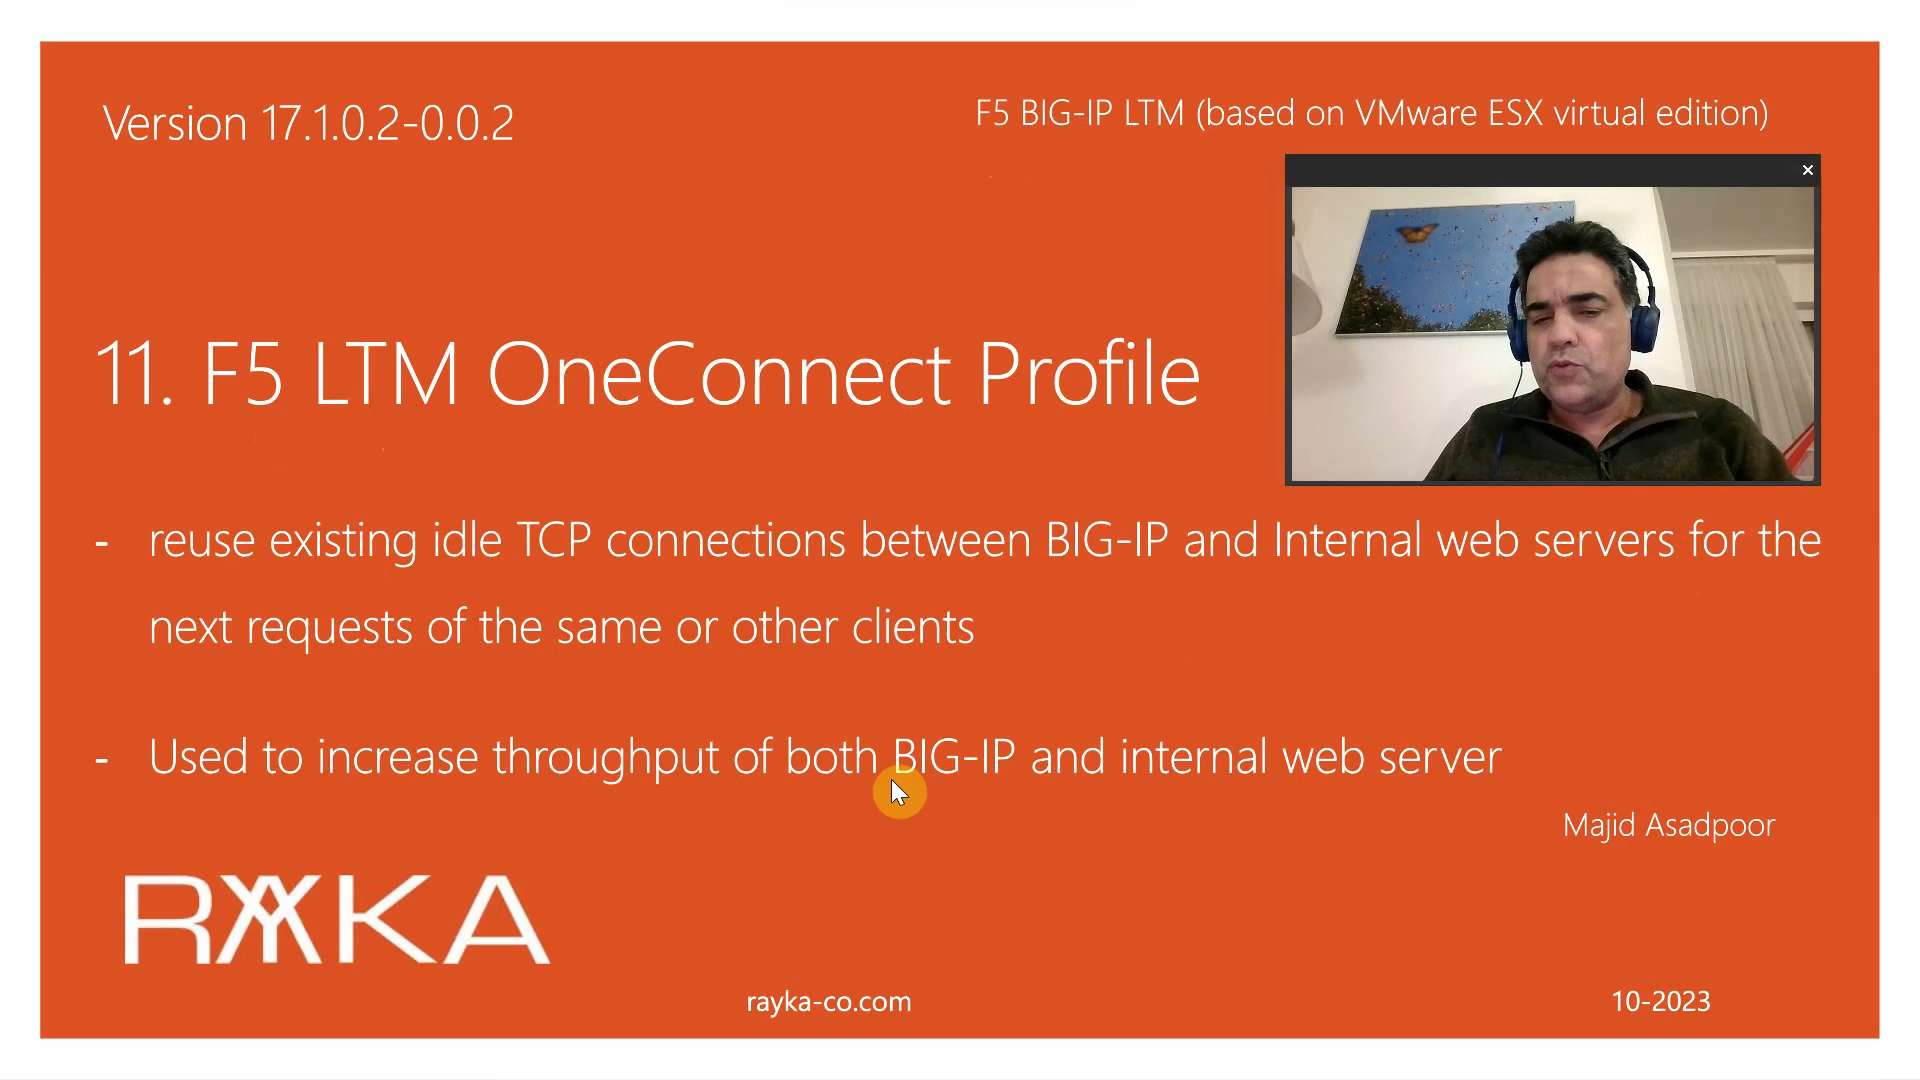 Version 17.1.0.2-0.0.2
F5 BIG-IP LTM (based on VMware ESX virtual edition)
11. F5 LTM OneConnect Profile
- reuse existing idle TCP connections between BIG-IP and Internal web servers for the
next requests of the same or other clients
- Used to increase throughput of both BIG-IP and internal web server
Majid Asadpoor
RAYKA
rayka-co.com
10-2023